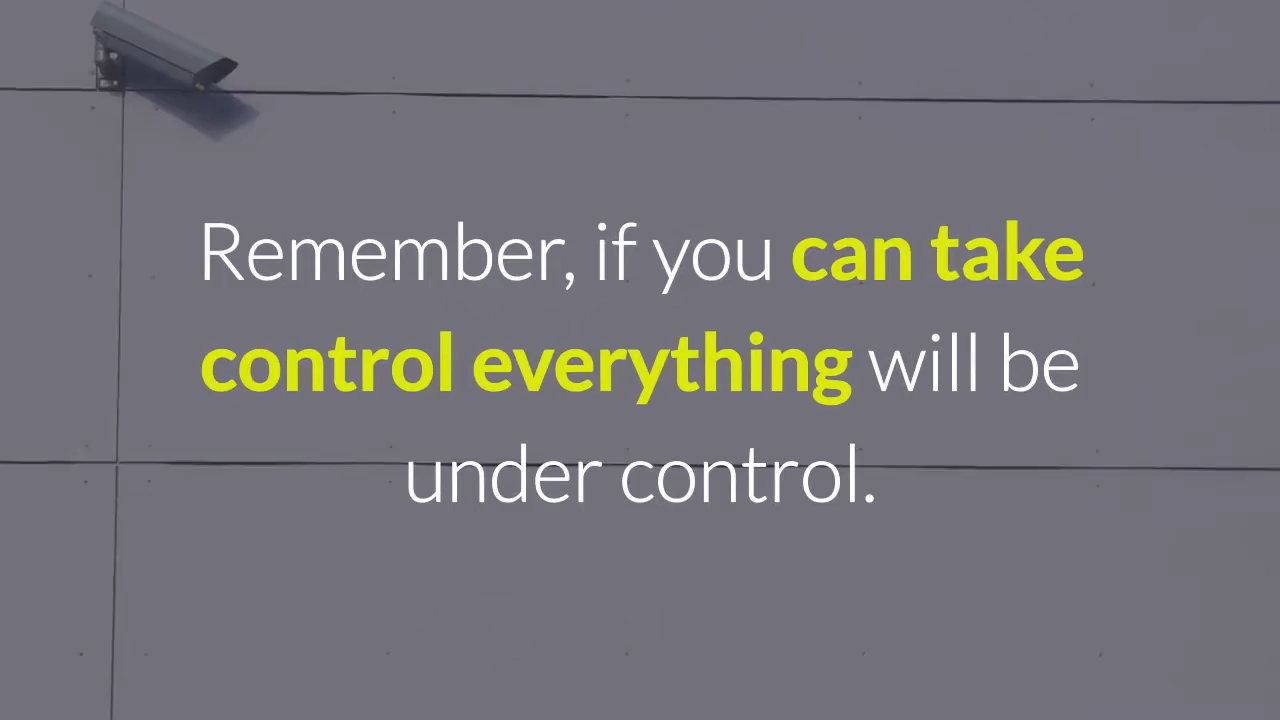 Remember, if you can take
control everything will be
under control.